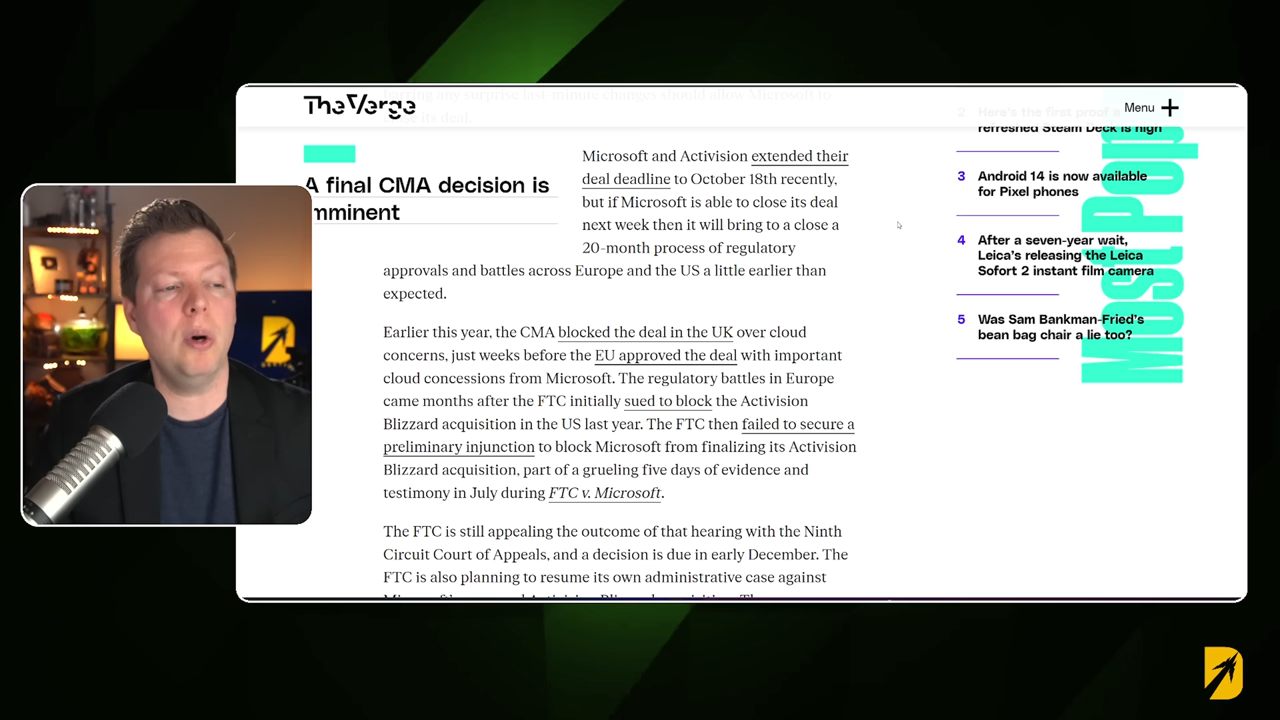 The Verge
Menu
A final CMA decision is
mminent
Microsoft and Activision extended their
deal deadline to October 18th recently,
but if Microsoft is able to close its deal
next week then it will bring to a close a
20-month process of regulatory
approvals and battles across Europe and the US a little earlier than
expected.
Earlier this year, the CMA blocked the deal in the UK over cloud
concerns, just weeks before the EU approved the deal with important
cloud concessions from Microsoft. The regulatory battles in Europe
came months after the FTC initially sued to block the Activision
Blizzard acquisition in the US last year. The FTC then failed to secure a
preliminary injunction to block Microsoft from finalizing its Activision
Blizzard acquisition, part of a grueling five days of evidence and
testimony in July during FTC v. Microsoft.
The FTC is still appealing the outcome of that hearing with the Ninth
Circuit Court of Appeals, and a decision is due in early December. The
FTC is also planning to resume its own administrative case against
2 Here's the first proof a
refreshed Steam Deck is nigh
3 Android 14 is now available
for Pixel phones
4 After a seven-year wait,
Leica's releasing the Leica
Sofort 2 instant film camera
5 Was Sam Bankman-Fried's
bean bag chair a lie too?
Most Pop